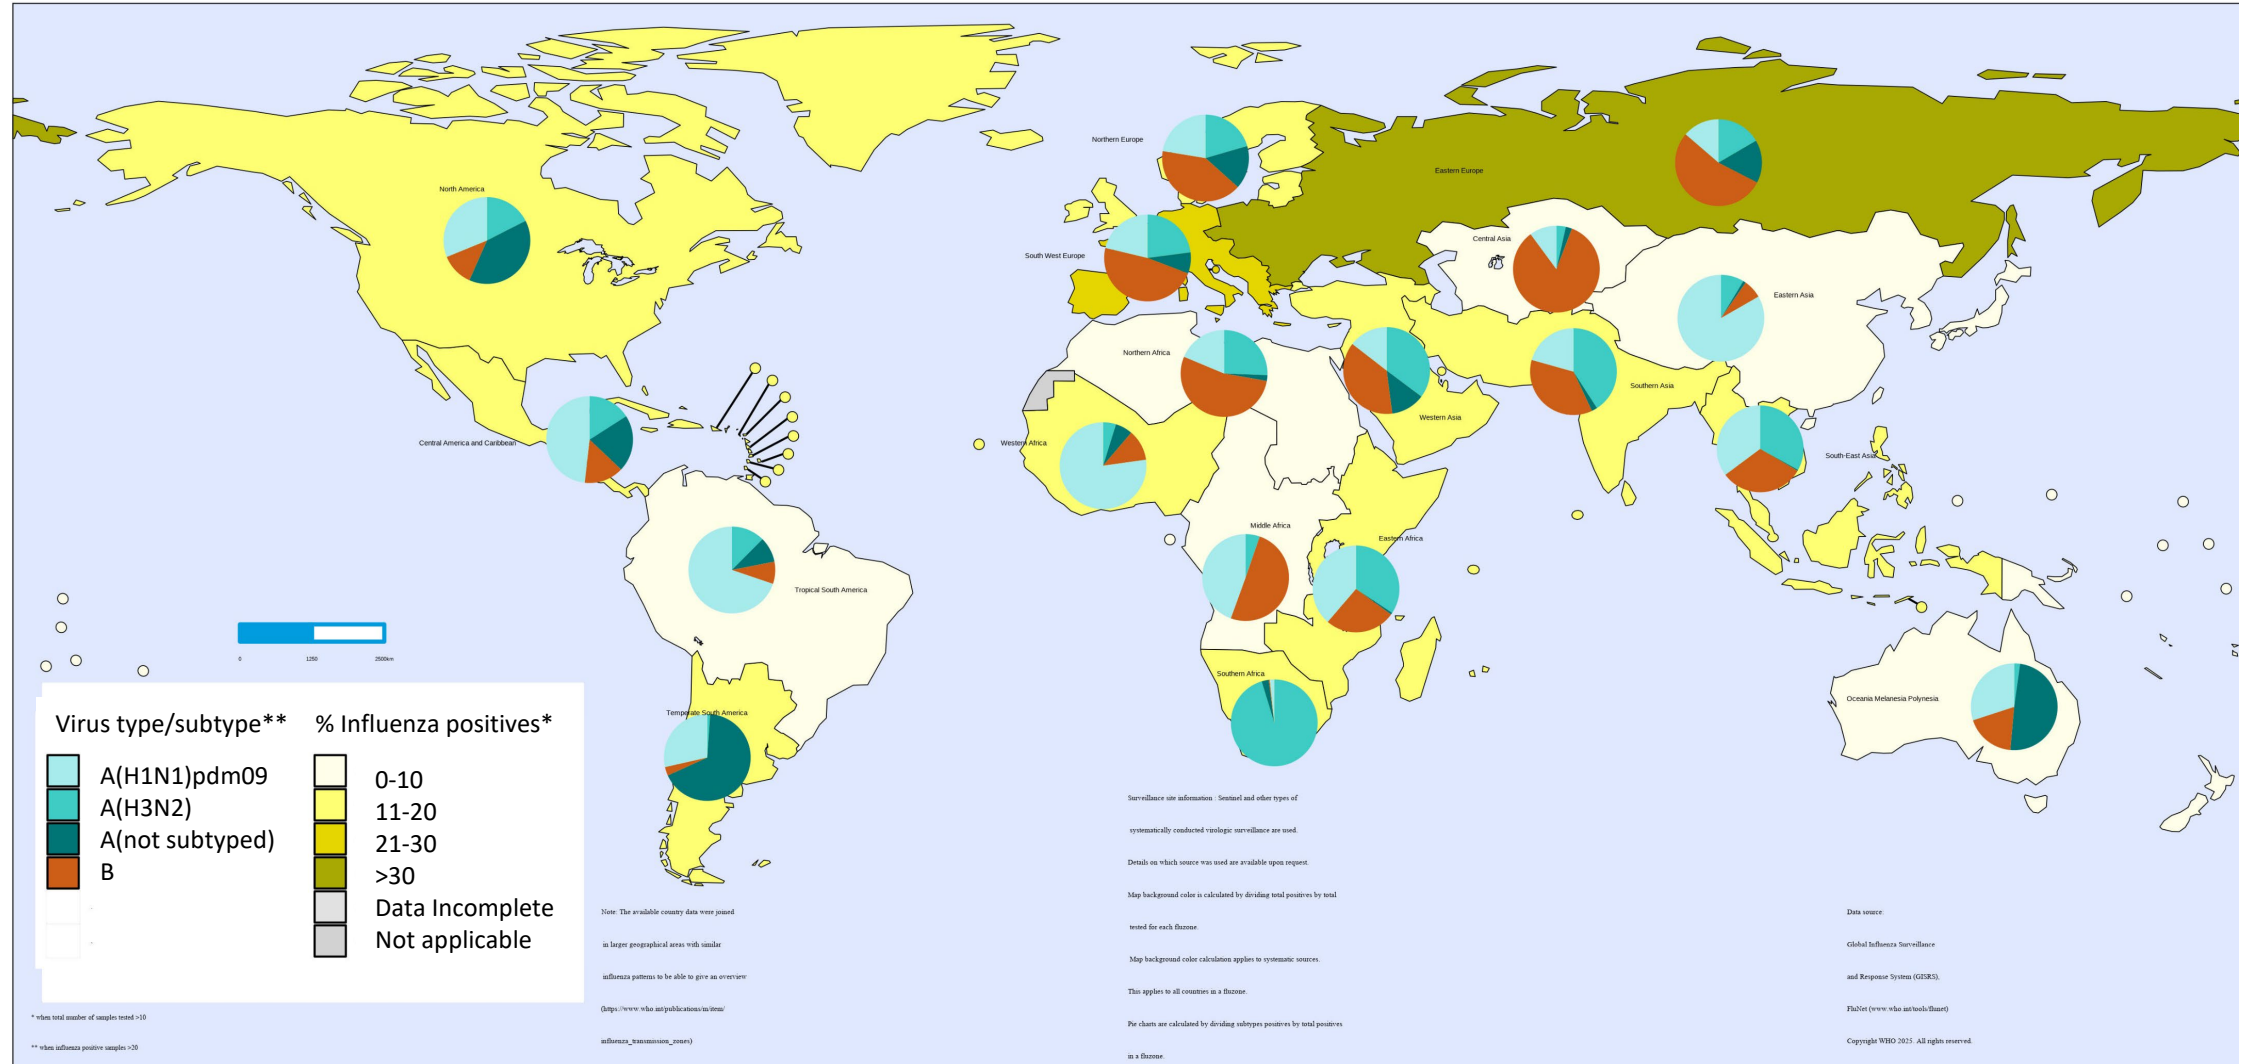 Northern Europe
Eastern Europe
North America
Central Asia
South West Europe
Eastern Asia
Northern Africa
Southern Asia
Western Asia
Central America and Caribbean
Western Africa
South-East Asia
Middle Africa
Eastern Africa
Tropical South America
0 1250 2500km
Southern Africa
Oceania Melanesia Polynesia
Temperate South America
Virus type/subtype**
A(H1N1)pdm09
A(H3N2)
A(not subtyped)
B
% Influenza positives*
0-10
11-20
21-30
>30
Data Incomplete
Not applicable
* when total number of samples tested >10
** when influenza positive samples >20
Note: The available country data were joined
in larger geographical areas with similar
influenza patterns to be able to give an overview
(https://www.who.int/publications/m/item/
influenza_transmission_zones)
Surveillance site information : Sentinel and other types of
systematically conducted virologic surveillance are used.
Details on which source was used are available upon request.
Map background color is calculated by dividing total positives by total
tested for each fluzone.
Map background color calculation applies to systematic sources.
This applies to all countries in a fluzone.
Pie charts are calculated by dividing subtypes positives by total positives
in a fluzone.
Data source:
Global Influenza Surveillance
and Response System (GISRS),
FluNet (www.who.int/tools/flunet)
Copyright WHO 2025. All rights reserved.